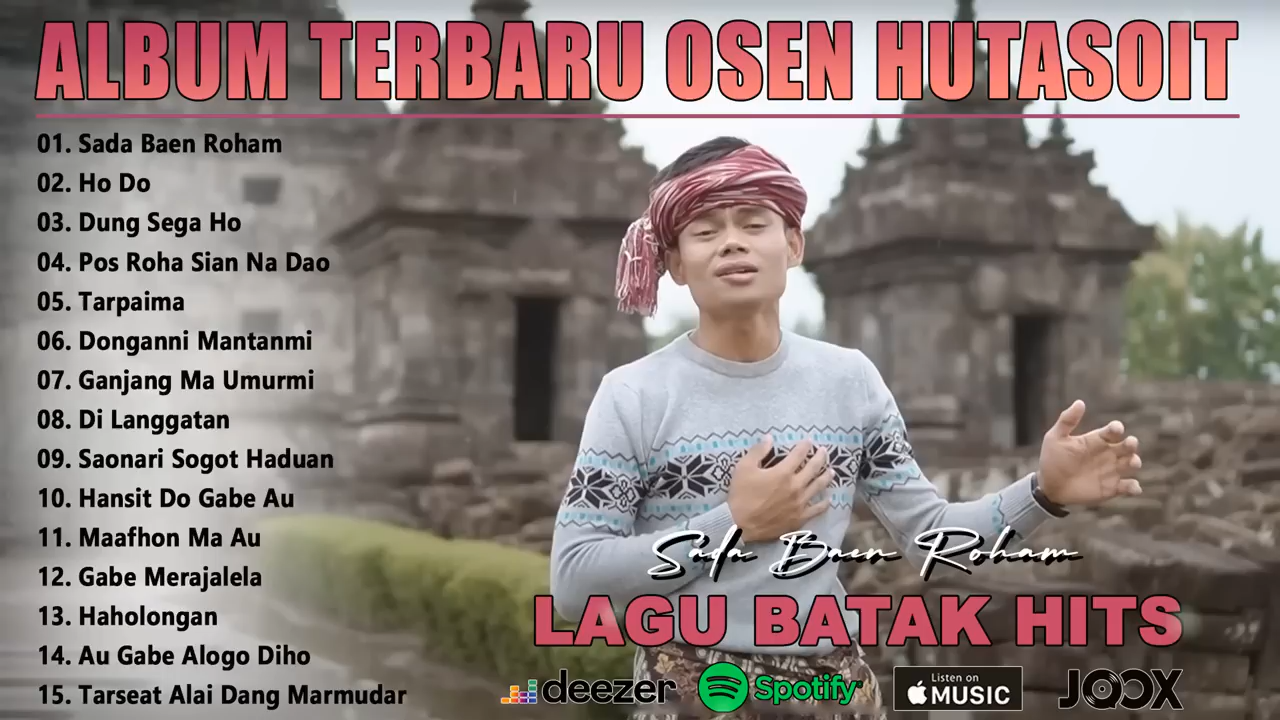 ALBUM TERBARU OSEN HUTASOIT
01. Sada Baen Roham
02. Ho Do
03. Dung Sega Ho
04. Pos Roha Sian Na Dao
05. Tarpaima
06. Donganni Mantanmi
07. Ganjang Ma Umurmi
08. Di Langgatan
09. Saonari Sogot Haduan
10. Hansit Do Gabe Au
11. Maafhon Ma Au
12. Gabe Merajalela
13. Haholongan
14. Au Gabe Alogo Diho
15. Tarseat Alai Dang Marmudar
Sada Baen Roham
LAGU BATAK HITS
deezer
Spotify
Listen on
MUSIC
JOOX